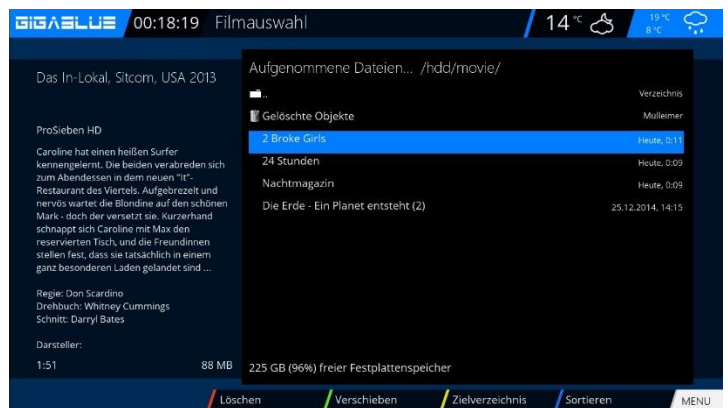 GIGABLUE 00:18:19 Filmauswahl 14 °C 19 °C
8 °C
Das In-Lokal, Sitcom, USA 2013
ProSieben HD
Caroline hat einen heißen Surfer
kennengelernt. Die beiden verabreden sich
zum Abendessen in dem neuen "It"-
Restaurant des Viertels. Aufgebrezelt und
nervös wartet die Blondine auf den schönen
Mark - doch der versetzt sie. Kurzerhand
schnappt sich Caroline mit Max den
reservierten Tisch, und die Freundinnen
stellen fest, dass sie tatsächlich in einem
ganz besonderen Laden gelandet sind ...
Regie: Don Scardino
Drehbuch: Whitney Cummings
Schnitt: Darryl Bates
Darsteller:
1:51 88 MB
Aufgenommene Dateien... /hdd/movie/
.. Verzeichnis
Gelöschte Objekte Mülleimer
2 Broke Girls Heute, 0:11
24 Stunden Heute, 0:09
Nachtmagazin Heute, 0:09
Die Erde - Ein Planet entsteht (2) 25.12.2014, 14:15
225 GB (96%) freier Festplattenspeicher
Löschen Verschieben Zielverzeichnis Sortieren MENU